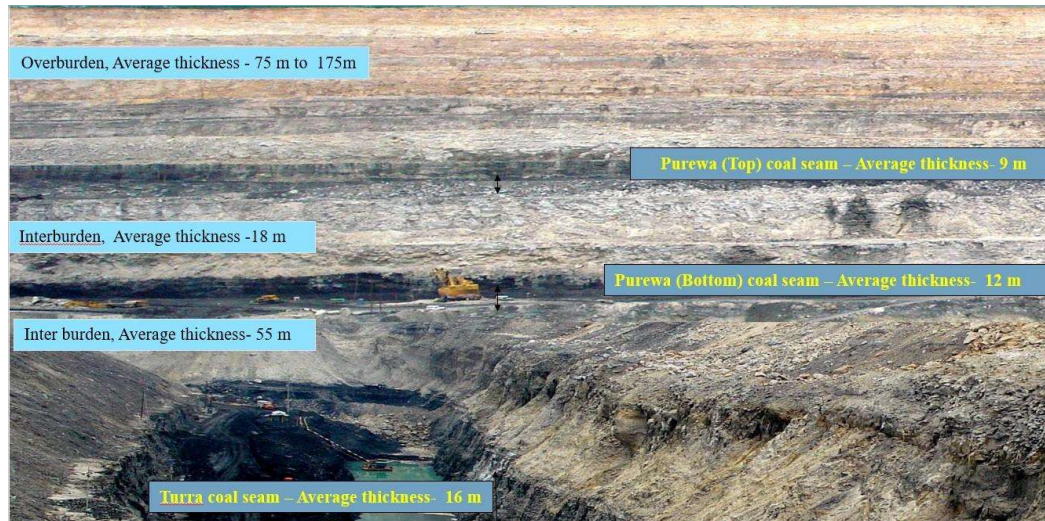 Overburden, Average thickness - 75 m to  175m
Purewa (Top) coal seam – Average thickness- 9 m
Interburden,  Average thickness -18 m
Purewa (Bottom) coal seam – Average thickness-  12 m
Inter burden, Average thickness- 55 m
Turra coal seam – Average thickness-  16 m